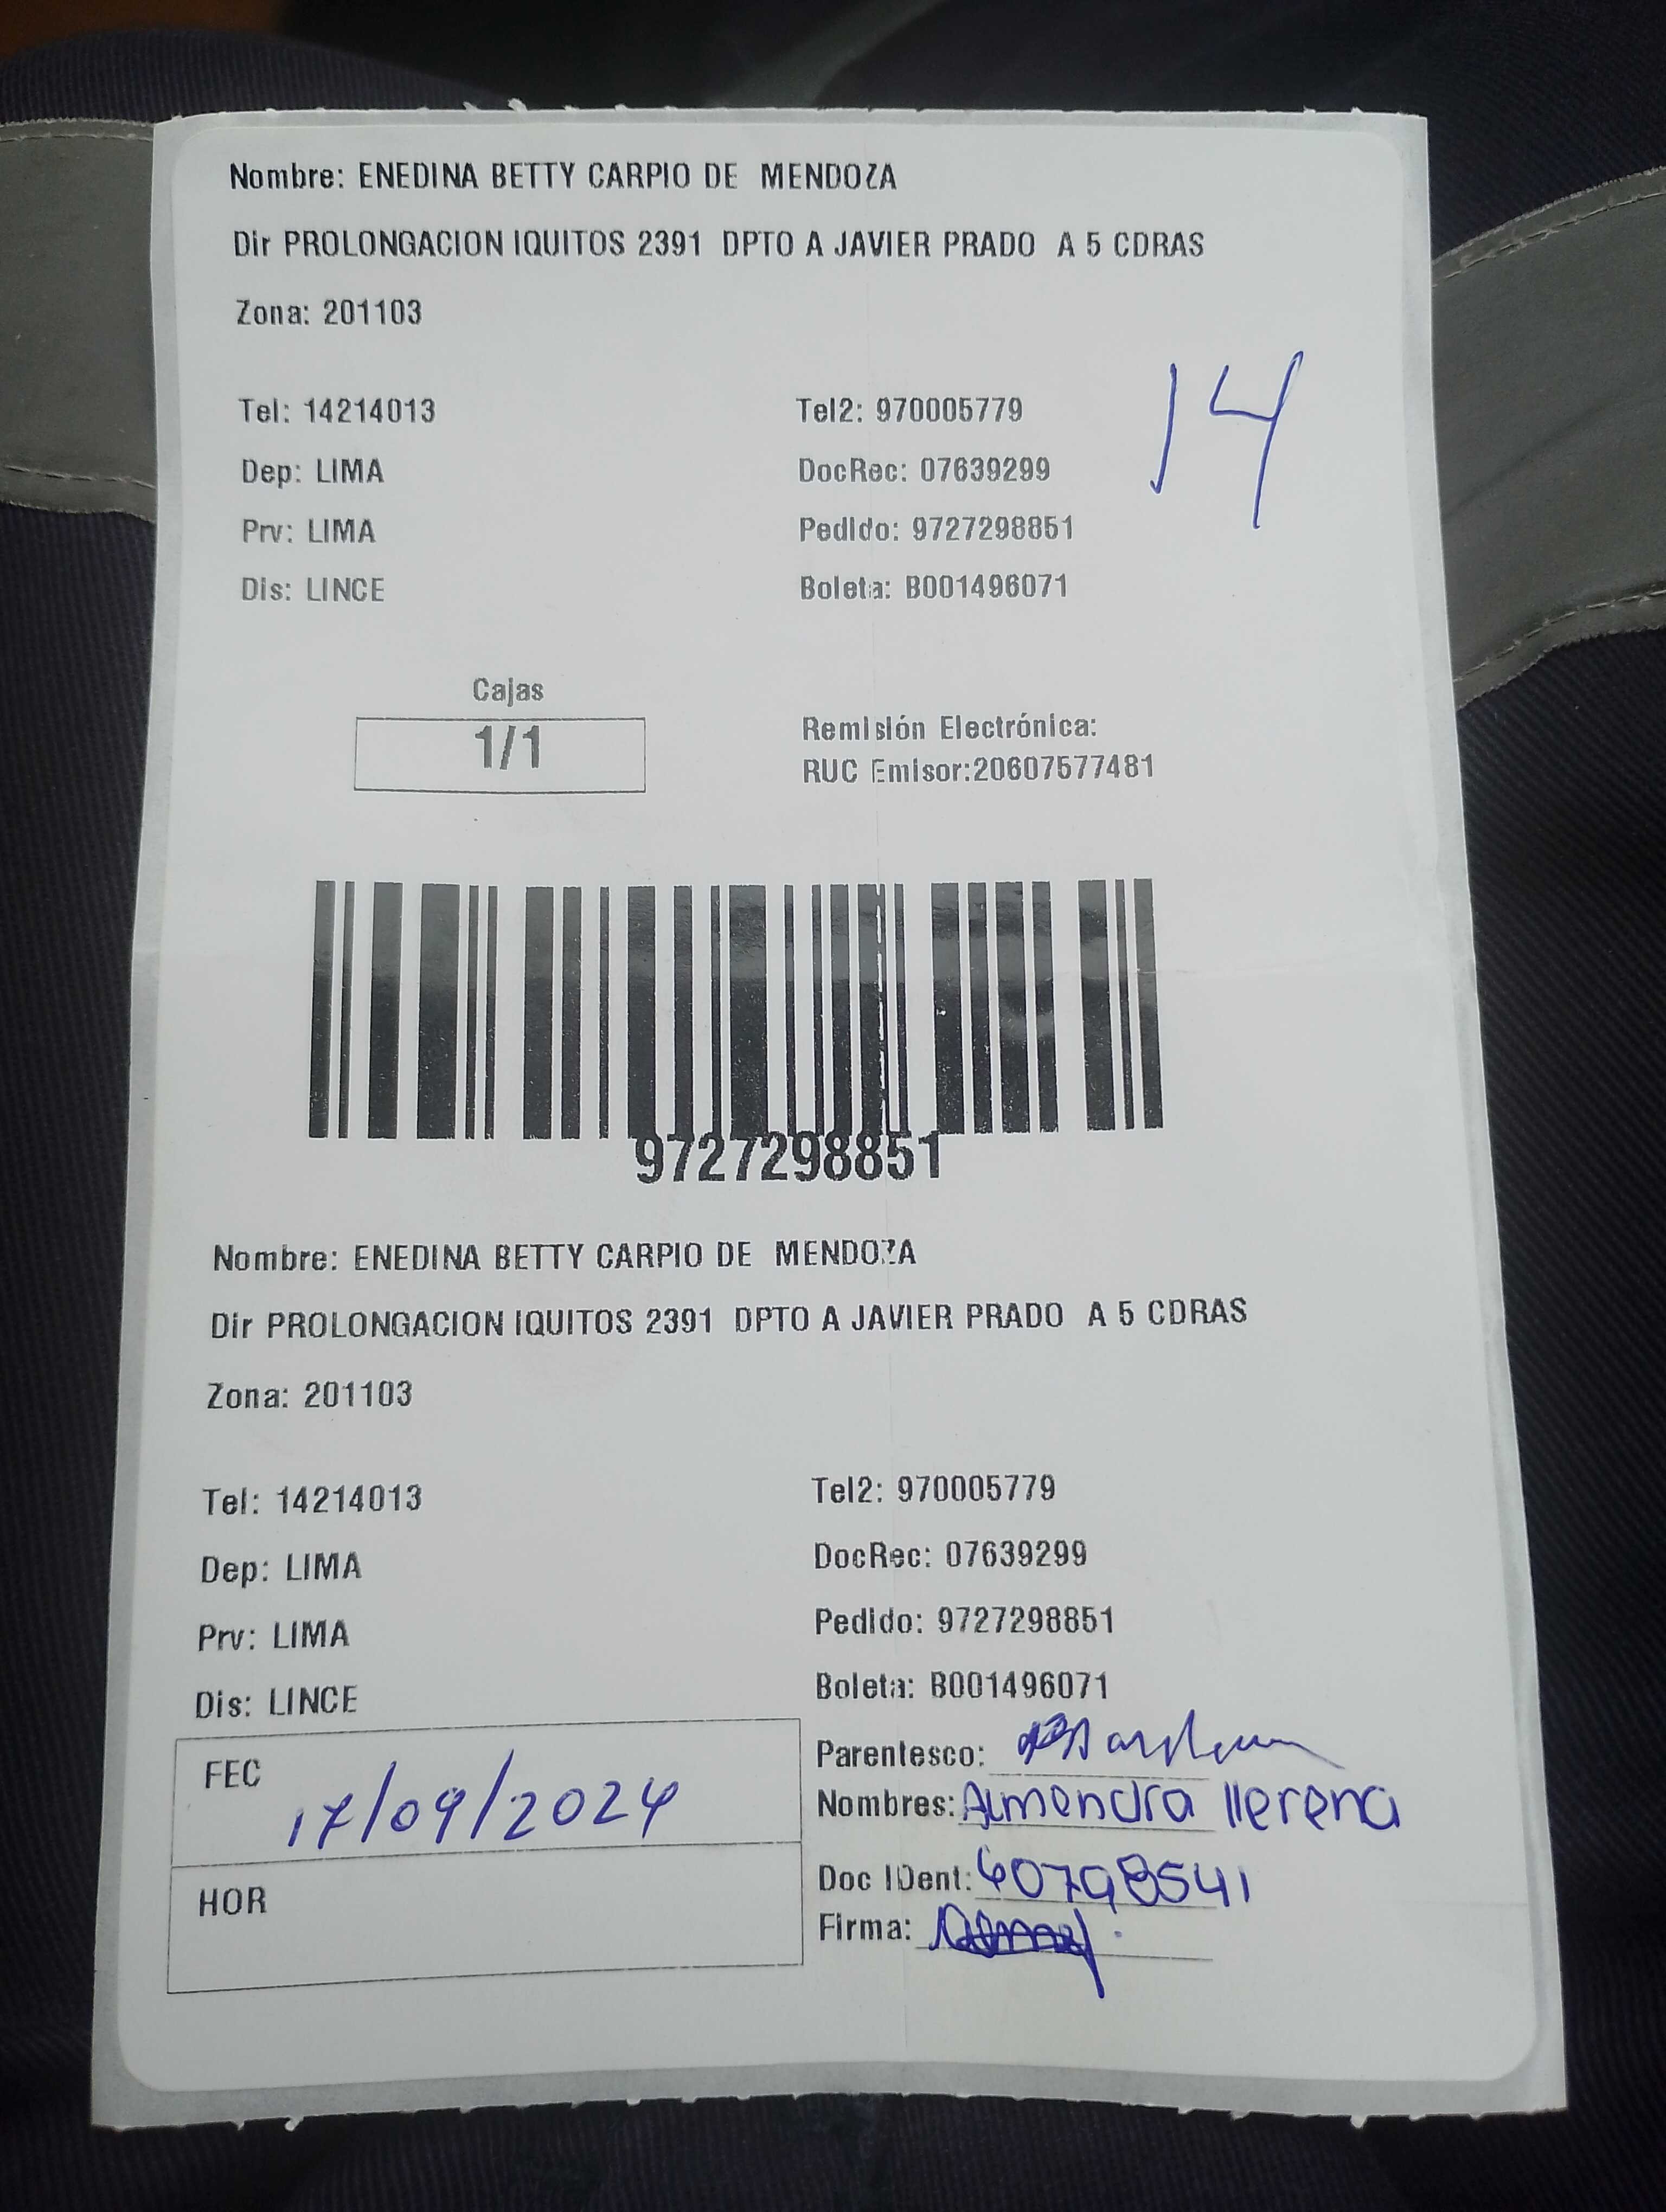 Nombre: ENEDINA BETTY CARPIO DE MENDOZA
Dir PROLONGACION IQUITOS 2391 DPTO A JAVIER PRADO A 5 CDRAS
Zona: 201103
14
Tel: 14214013 Tel2: 970005779
Dep: LIMA DocRec: 07639299
Prv: LIMA Pedido: 9727298851
Dis: LINCE Boleta: B001496071
Cajas
1/1
Remisión Electrónica:
RUC Emisor:20607577481
9727298851
Nombre: ENEDINA BETTY CARPIO DE MENDOZA
Dir PROLONGACION IQUITOS 2391 DPTO A JAVIER PRADO A 5 CDRAS
Zona: 201103
Tel: 14214013 Tel2: 970005779
Dep: LIMA DocRec: 07639299
Prv: LIMA Pedido: 9727298851
Dis: LINCE Boleta: B001496071
FEC 17/09/2024
HOR
Parentesco:
Nombres: Almendra llerena
Doc IDent: 60798541
Firma: